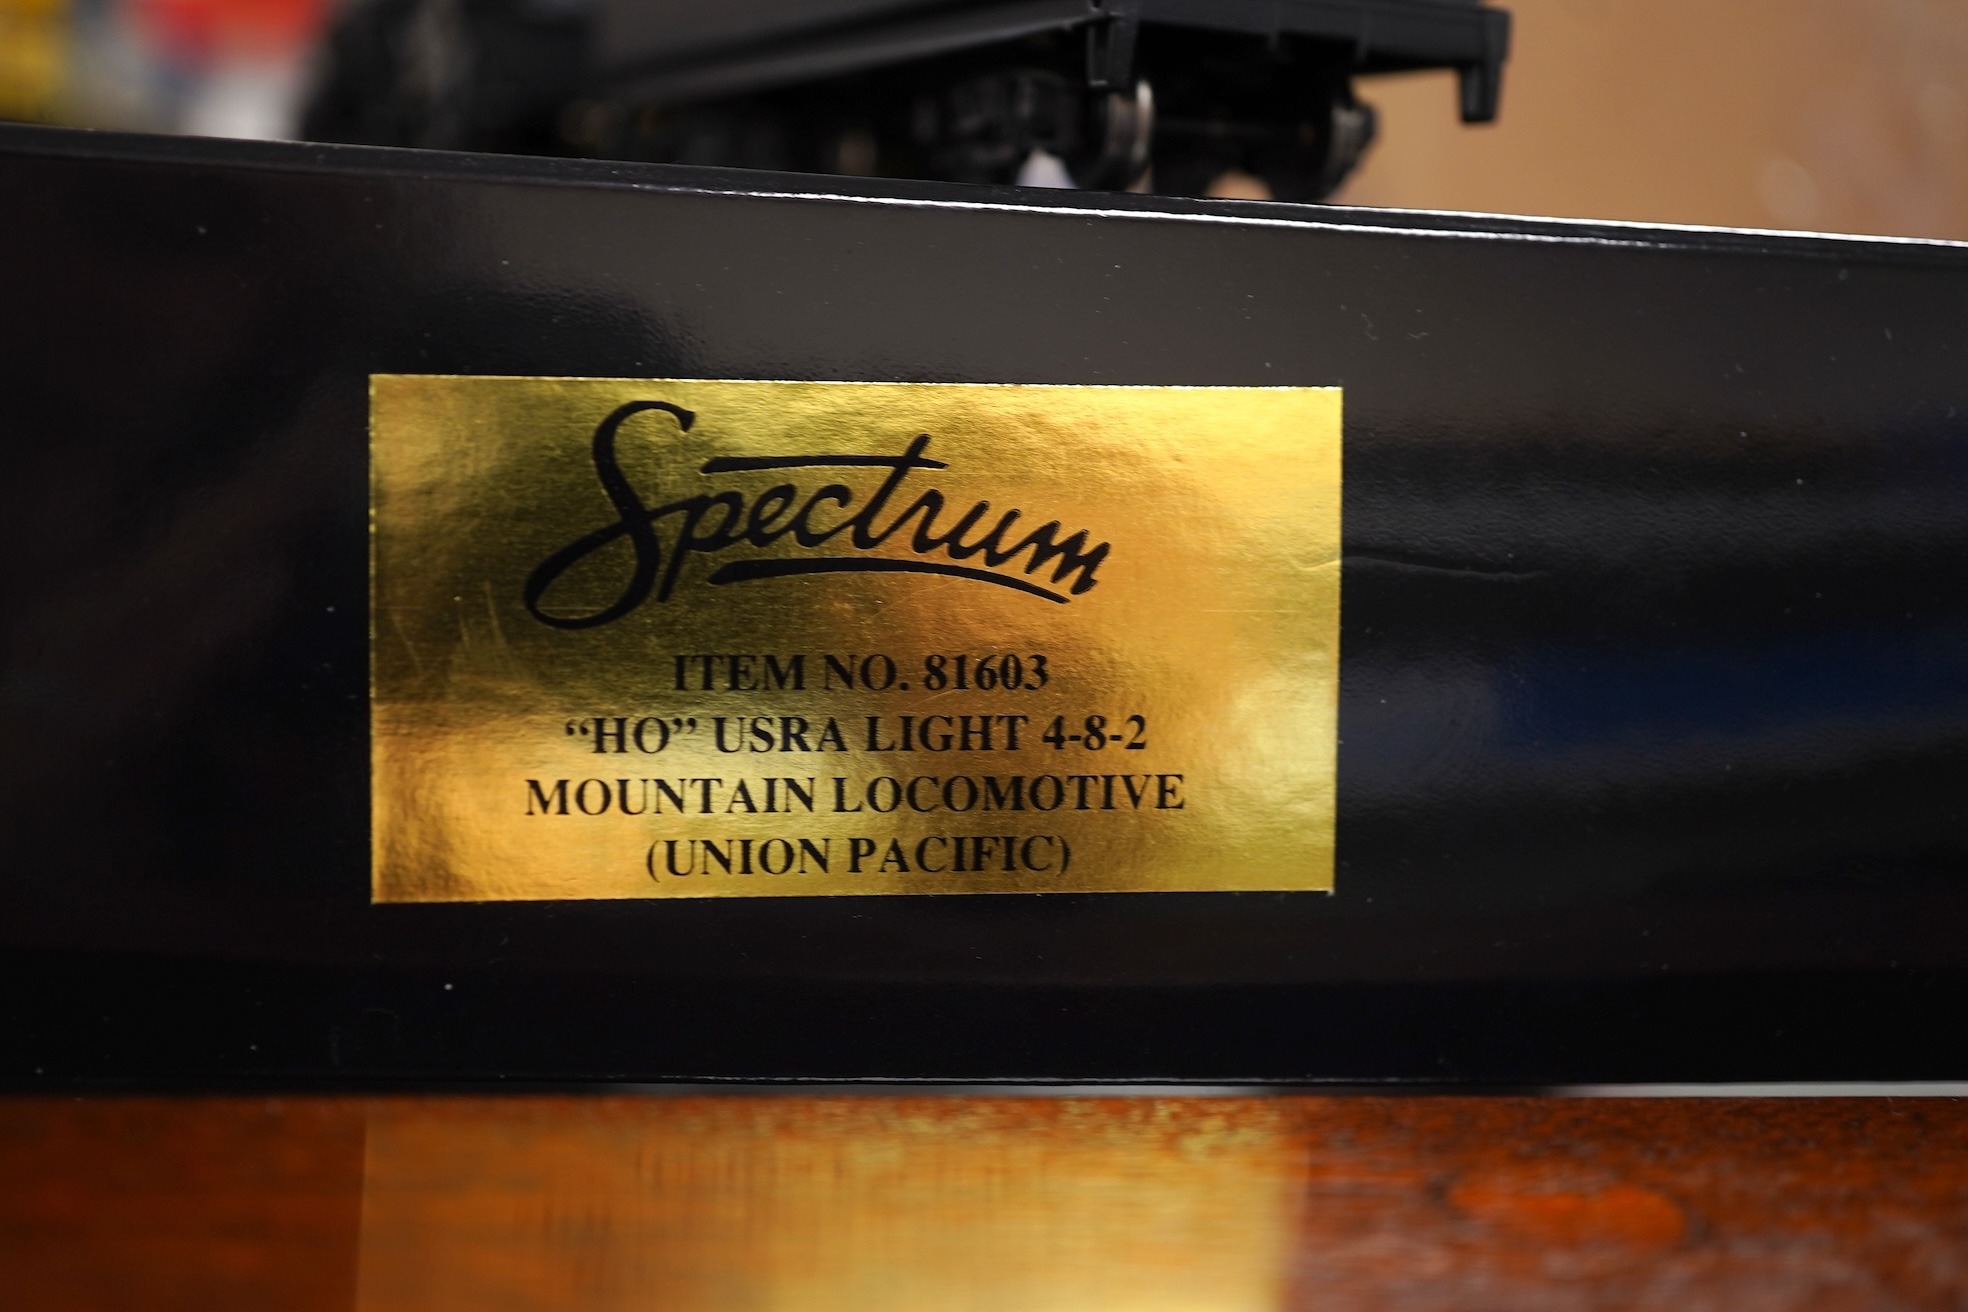 Spectrum
ITEM NO. 81603
“HO” USRA LIGHT 4-8-2
MOUNTAIN LOCOMOTIVE
(UNION PACIFIC)